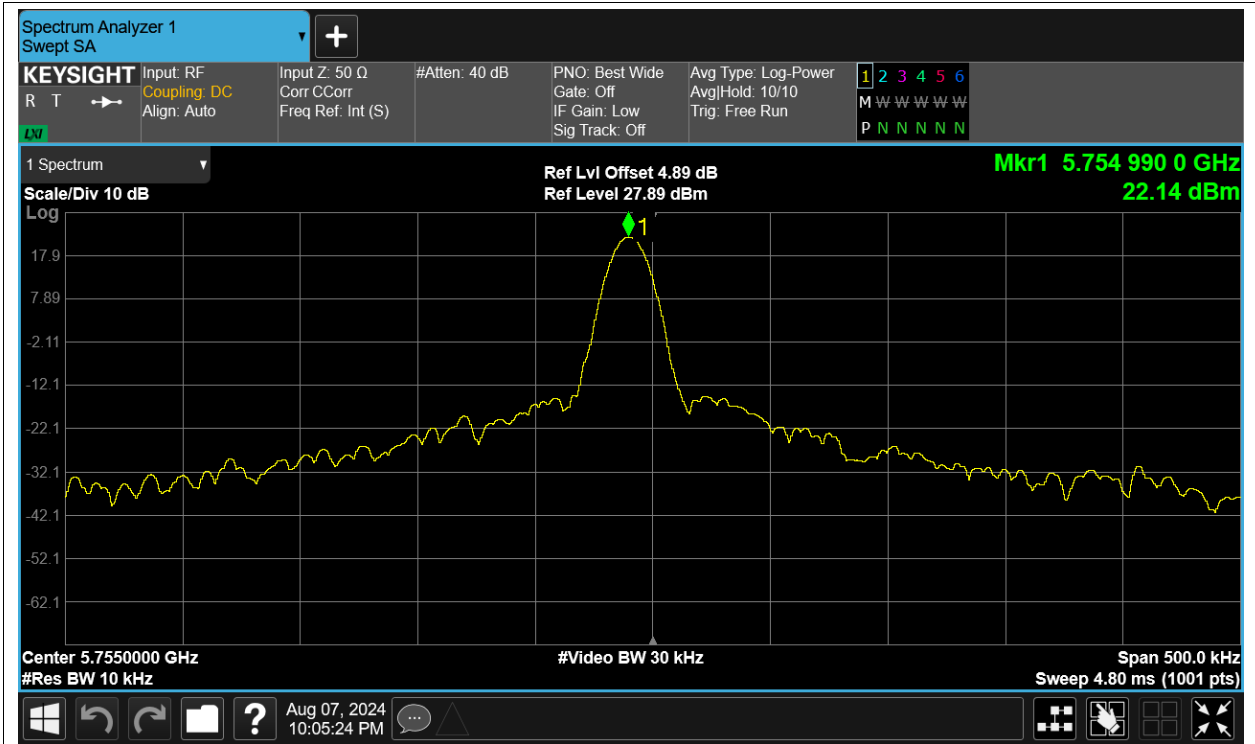 Spectrum Analyzer 1
Swept SA
+
KEYSIGHT
R T
LXI
Input: RF
Coupling: DC
Align: Auto
Input Z: 50 Ω
Corr CCorr
Freq Ref: Int (S)
#Atten: 40 dB
PNO: Best Wide
Gate: Off
IF Gain: Low
Sig Track: Off
Avg Type: Log-Power
Avg|Hold: 10/10
Trig: Free Run
1 2 3 4 5 6
M W W W W W
P N N N N N
1 Spectrum
Scale/Div 10 dB
Log
Ref Lvl Offset 4.89 dB
Ref Level 27.89 dBm
Mkr1 5.754 990 0 GHz
22.14 dBm
1
17.9
7.89
-2.11
-12.1
-22.1
-32.1
-42.1
-52.1
-62.1
Center 5.7550000 GHz
#Res BW 10 kHz
#Video BW 30 kHz
Span 500.0 kHz
Sweep 4.80 ms (1001 pts)
?
Aug 07, 2024
10:05:24 PM